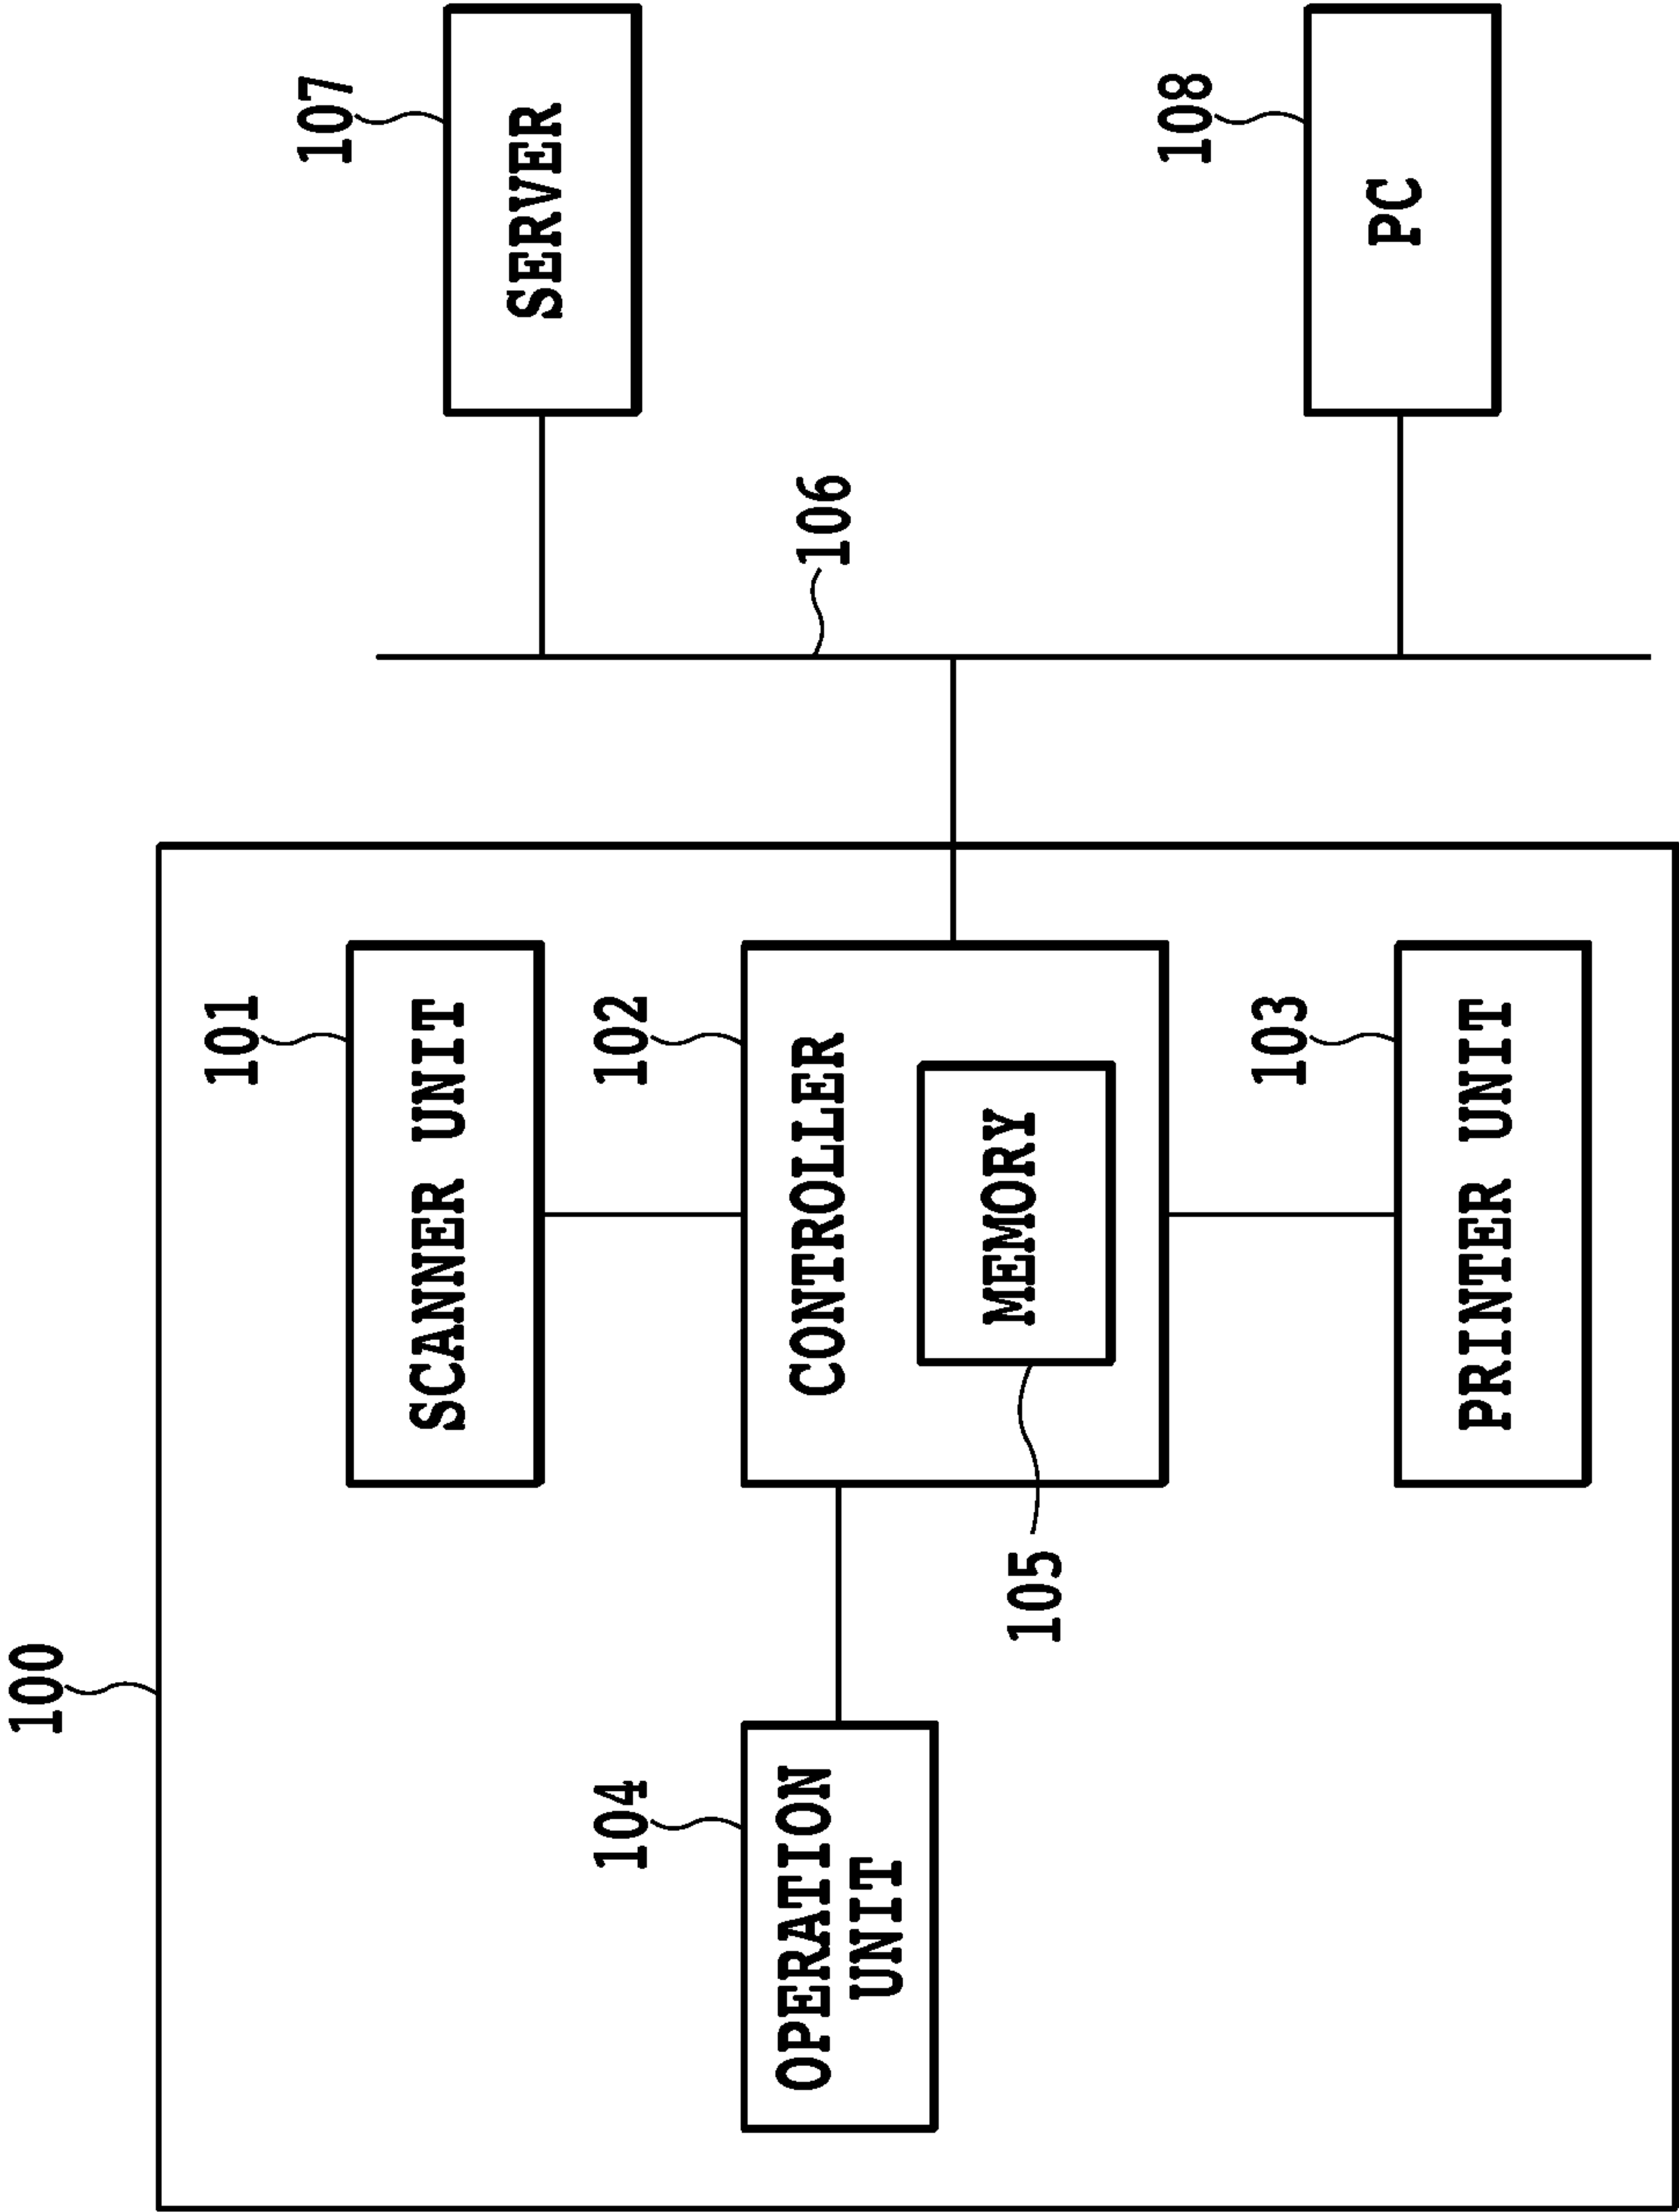 100
101
SCANNER UNIT
107
SERVER
104
OPERATION
UNIT
102
CONTROLLER
MEMORY
105
106
103
PRINTER UNIT
108
PC